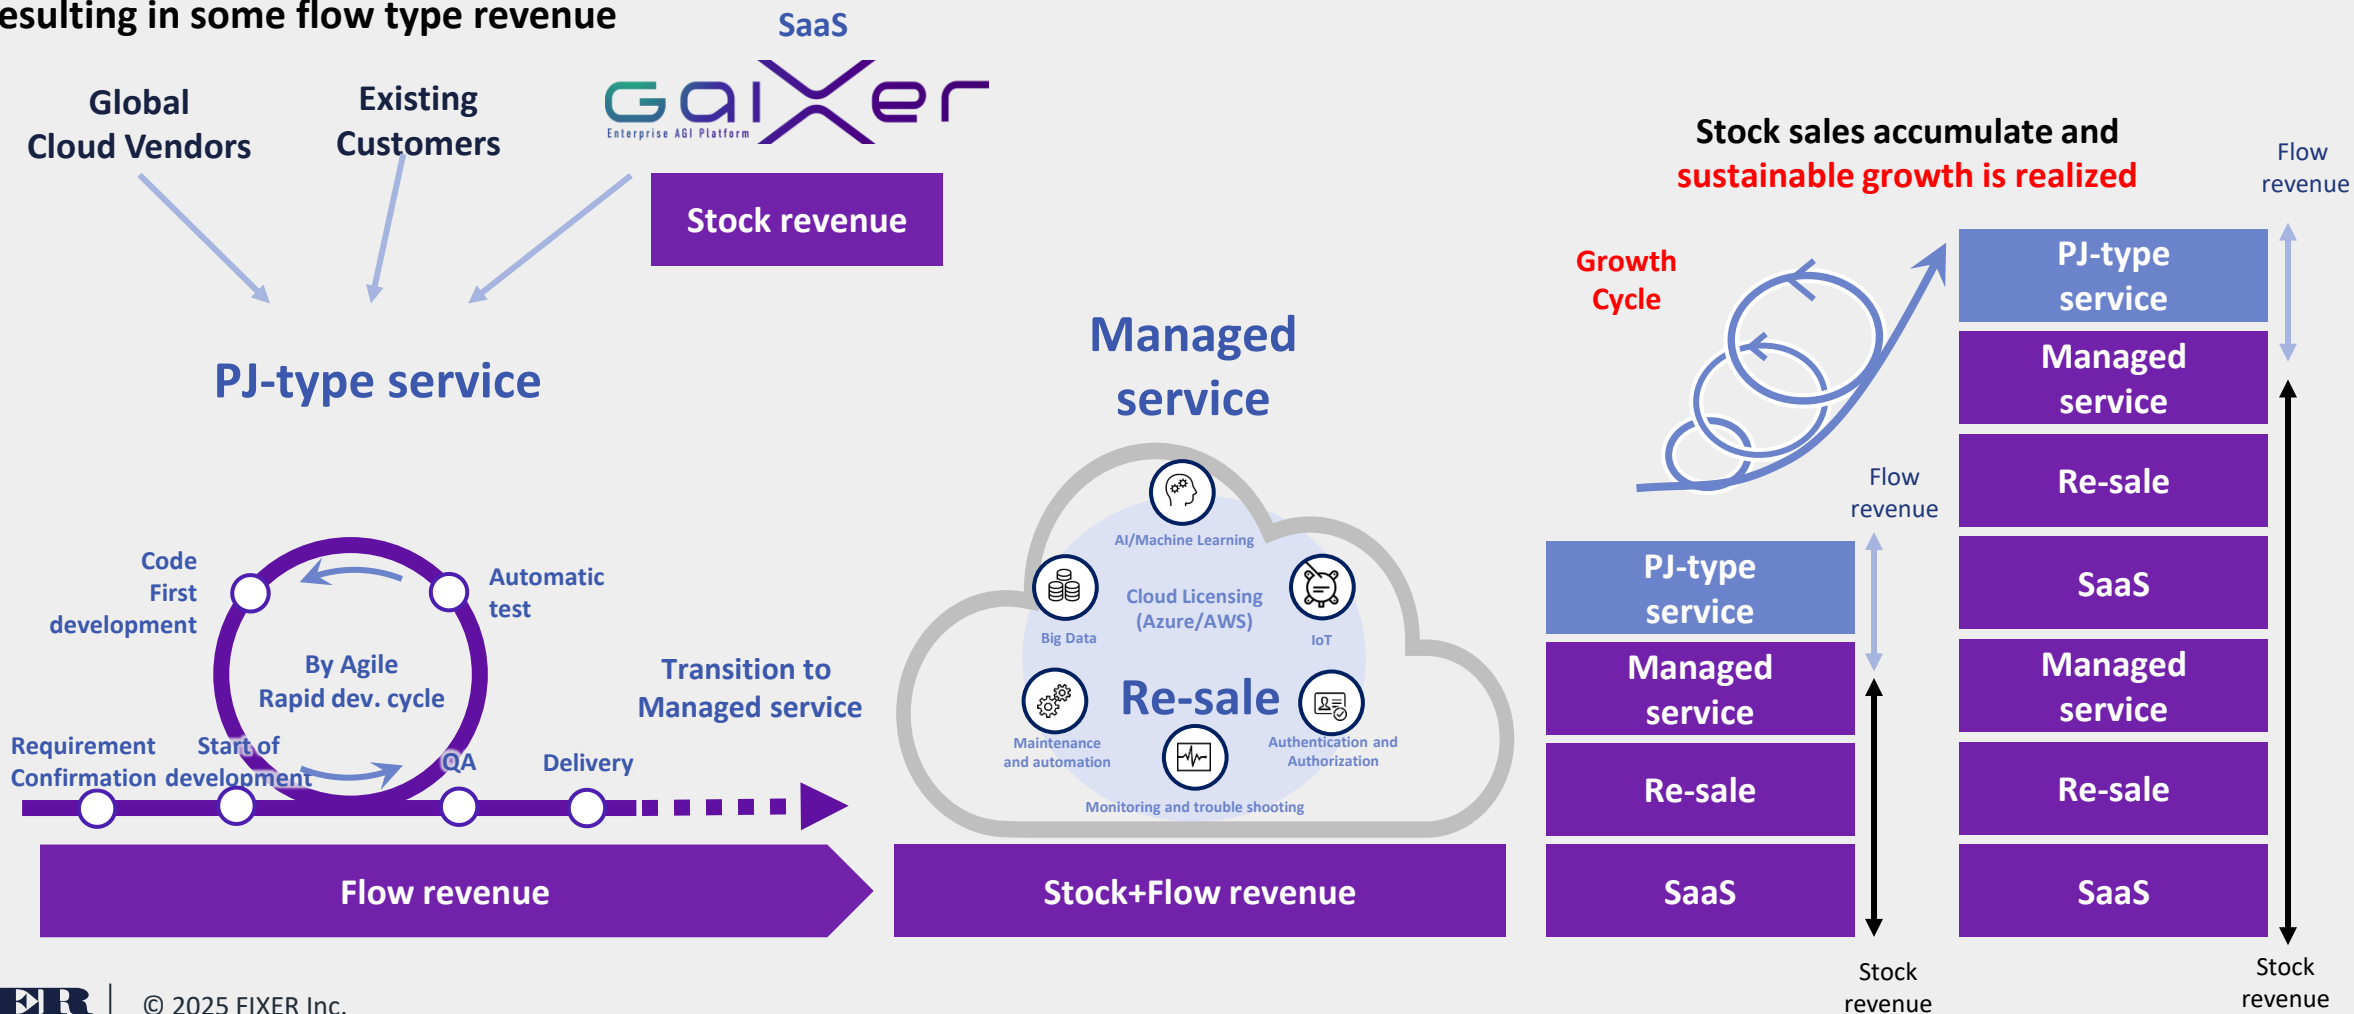 esulting in some flow type revenue
SaaS
GaiXer
Enterprise AGI Platform
Global
Cloud Vendors
Existing
Customers
Stock revenue
PJ-type service
Code
First
development
Automatic
test
By Agile
Rapid dev. cycle
Requirement
Confirmation
Start of
development
QA
Delivery
Transition to
Managed service
Flow revenue
Managed
service
AI/Machine Learning
Big Data
Cloud Licensing
(Azure/AWS)
IoT
Re-sale
Maintenance
and automation
Authentication and
Authorization
Monitoring and trouble shooting
Stock+Flow revenue
Stock sales accumulate and
sustainable growth is realized
Growth
Cycle
Flow
revenue
PJ-type
service
Managed
service
Re-sale
SaaS
Stock
revenue
Flow
revenue
PJ-type
service
Managed
service
Re-sale
SaaS
Managed
service
Re-sale
SaaS
Stock
revenue
ER
© 2025 FIXER Inc.